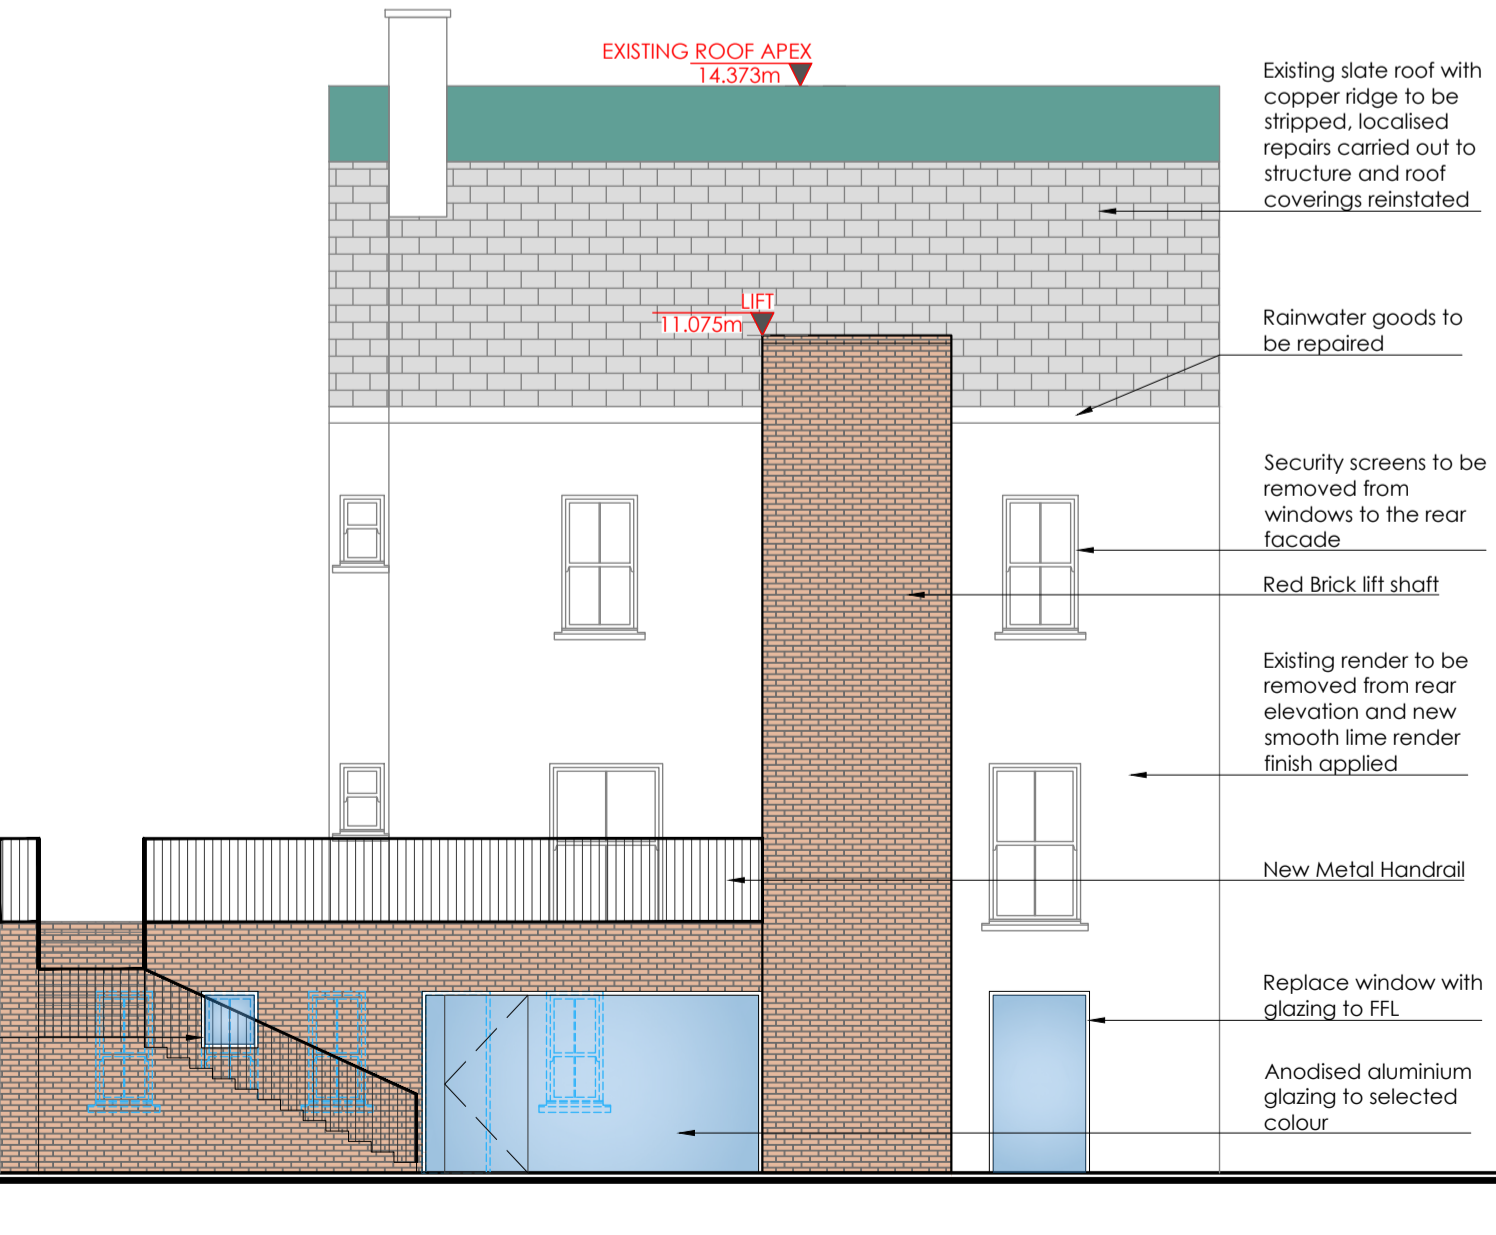 EXISTING ROOF APEX
14.373m
Existing slate roof with
copper ridge to be
stripped, localised
repairs carried out to
structure and roof
coverings reinstated
LIFT
11.075m
Rainwater goods to
be repaired
Security screens to be
removed from
windows to the rear
facade
Red Brick lift shaft
Existing render to be
removed from rear
elevation and new
smooth lime render
finish applied
New Metal Handrail
Replace window with
glazing to FFL
Anodised aluminium
glazing to selected
colour